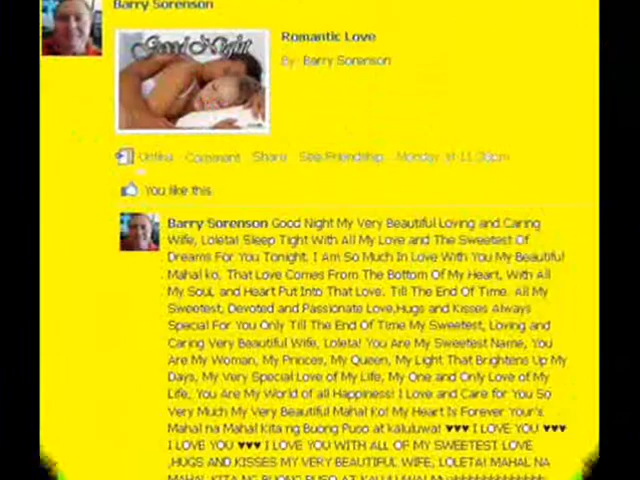 Barry Sorenson
Good Night
Romantic Love
By: Barry Sorenson
Unlike Comment Share See Friendship Monday at 11:38pm
You like this
Barry Sorenson Good Night My Very Beautiful Loving and Caring
Wife, Loleta! Sleep Tight With All My Love and The Sweetest Of
Dreams For You Tonight. I Am So Much In Love With You My Beautiful
Mahal ko. That Love Comes From The Bottom Of My Heart, With All
My Soul, and Heart Put Into That Love. Till The End Of Time. All My
Sweetest, Devoted and Passionate Love,Hugs and Kisses Always
Special For You Only Till The End Of Time My Sweetest, Loving and
Caring Very Beautiful Wife, Loleta! You Are My Sweetest Name, You
Are My Woman, My Princes, My Queen, My Light That Brightens Up My
Days, My Very Special Love of My Life, My One and Only Love of My
Life, You Are My World of all Happiness! I Love and Care for You So
Very Much My Very Beautiful Mahal Ko! My Heart Is Forever Your's
Mahal na Mahal Kita ng Buong Puso at kaluluwa! ♥♥♥ I LOVE YOU ♥♥♥
I LOVE YOU ♥♥♥ I LOVE YOU WITH ALL OF MY SWEETEST LOVE
,HUGS AND KISSES MY VERY BEAUTIFUL WIFE, LOLETA! MAHAL NA
MAHAL KITA NG BUONG PUSO AT KALULUWA!